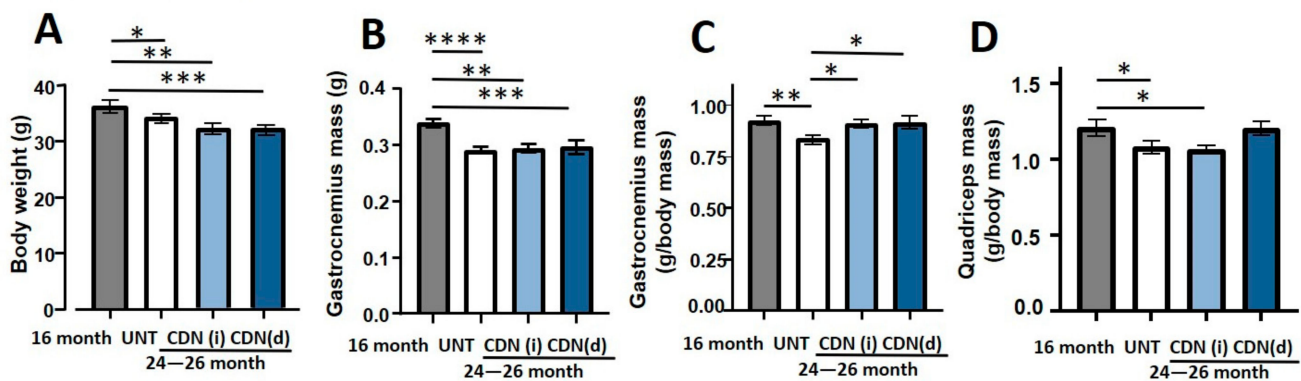 A
*
**
***
Body weight (g)
40
30
20
10
0
16 month UNT CDN (i) CDN(d)
24—26 month
B
****
**
***
Gastrocnemius mass (g)
0.4
0.3
0.2
0.1
0.0
16 month UNT CDN (i) CDN(d)
24—26 month
C
*
*
**
Gastrocnemius mass
(g/body mass)
1.00
0.75
0.50
0.25
0.00
16 month UNT CDN (i) CDN(d)
24—26 month
D
*
*
Quadriceps mass
(g/body mass)
1.5
1.0
0.5
0.0
16 month UNT CDN (i) CDN(d)
24—26 month